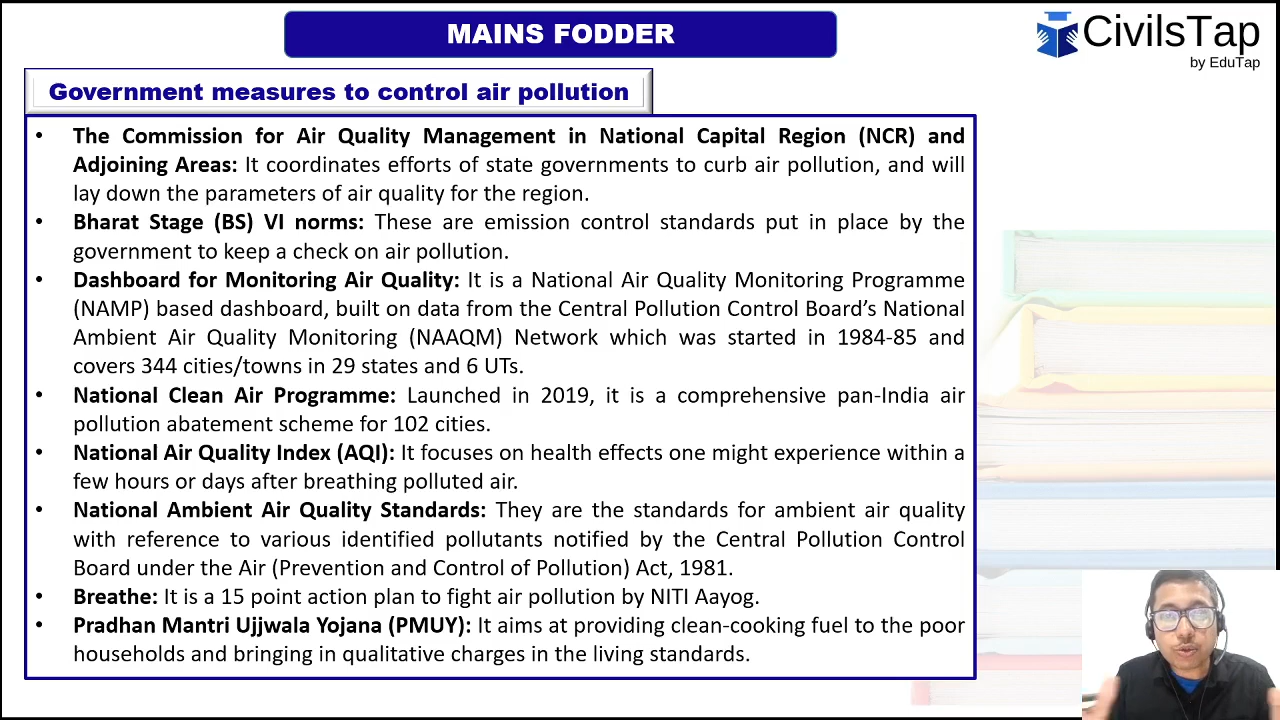 MAINS FODDER
CivilsTap
by EduTap
Government measures to control air pollution
• The Commission for Air Quality Management in National Capital Region (NCR) and
Adjoining Areas: It coordinates efforts of state governments to curb air pollution, and will
lay down the parameters of air quality for the region.
• Bharat Stage (BS) VI norms: These are emission control standards put in place by the
government to keep a check on air pollution.
• Dashboard for Monitoring Air Quality: It is a National Air Quality Monitoring Programme
(NAMP) based dashboard, built on data from the Central Pollution Control Board’s National
Ambient Air Quality Monitoring (NAAQM) Network which was started in 1984-85 and
covers 344 cities/towns in 29 states and 6 UTs.
• National Clean Air Programme: Launched in 2019, it is a comprehensive pan-India air
pollution abatement scheme for 102 cities.
• National Air Quality Index (AQI): It focuses on health effects one might experience within a
few hours or days after breathing polluted air.
• National Ambient Air Quality Standards: They are the standards for ambient air quality
with reference to various identified pollutants notified by the Central Pollution Control
Board under the Air (Prevention and Control of Pollution) Act, 1981.
• Breathe: It is a 15 point action plan to fight air pollution by NITI Aayog.
• Pradhan Mantri Ujjwala Yojana (PMUY): It aims at providing clean-cooking fuel to the poor
households and bringing in qualitative charges in the living standards.